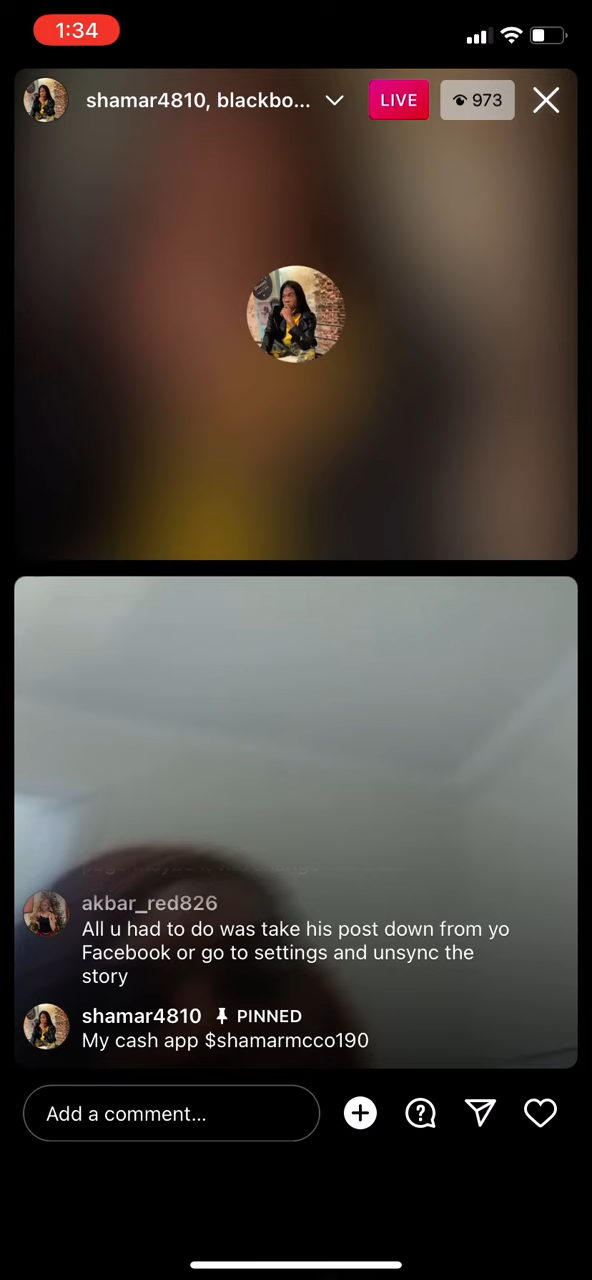 1:34
shamar4810, blackbo...
LIVE
973
akbar_red826
All u had to do was take his post down from yo
Facebook or go to settings and unsync the
story
shamar4810 PINNED
My cash app $shamarmcco190
Add a comment...